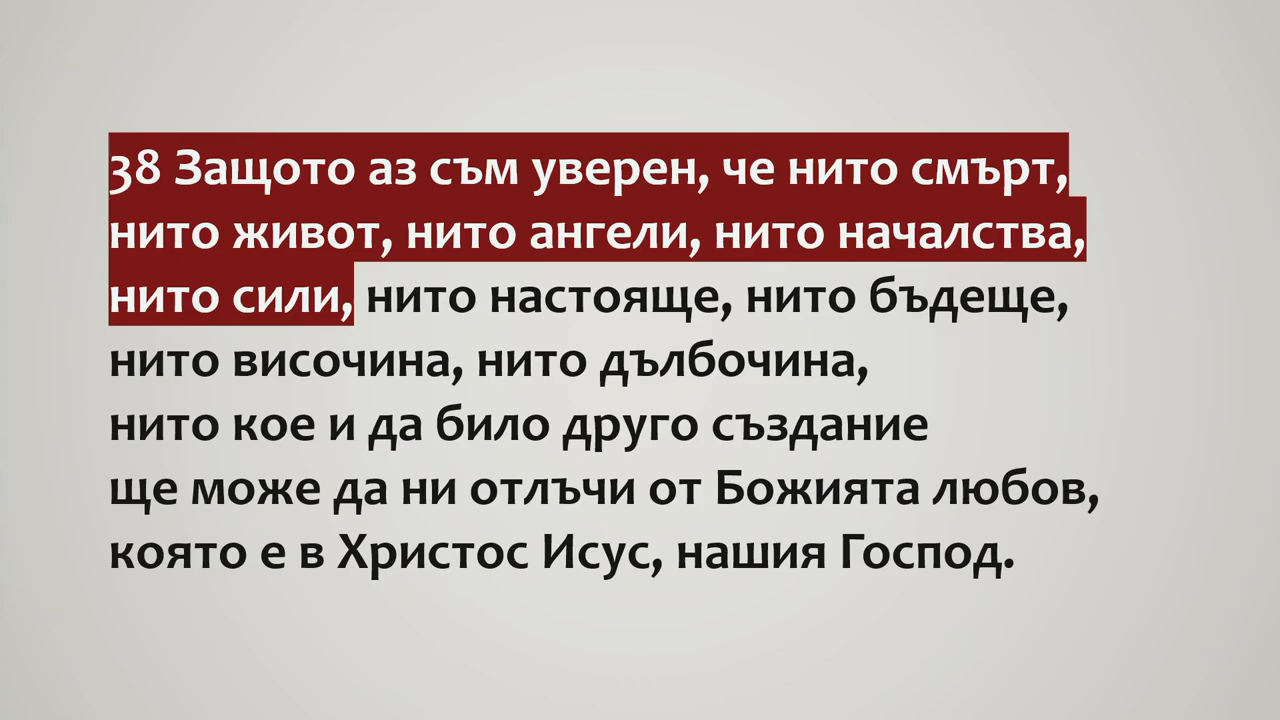 38 Защото аз съм уверен, че нито смърт,
нито живот, нито ангели, нито началства,
нито сили, нито настояще, нито бъдеще,
нито височина, нито дълбочина,
нито кое и да било друго създание
ще може да ни отлъчи от Божията любов,
която е в Христос Исус, нашия Господ.